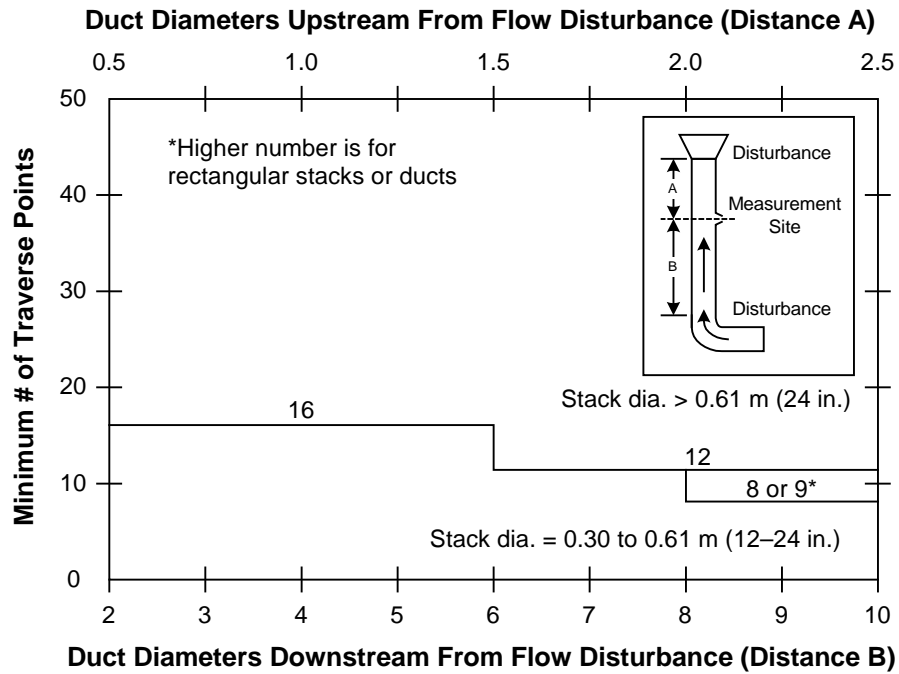 Duct Diameters Upstream From Flow Disturbance (Distance A)
0.5 1.0 1.5 2.0 2.5
Minimum # of Traverse Points
50
40
30
20
10
0
*Higher number is for
rectangular stacks or ducts
Disturbance
A
Measurement
Site
B
Disturbance
Stack dia. > 0.61 m (24 in.)
16
12
8 or 9*
Stack dia. = 0.30 to 0.61 m (12–24 in.)
2 3 4 5 6 7 8 9 10
Duct Diameters Downstream From Flow Disturbance (Distance B)